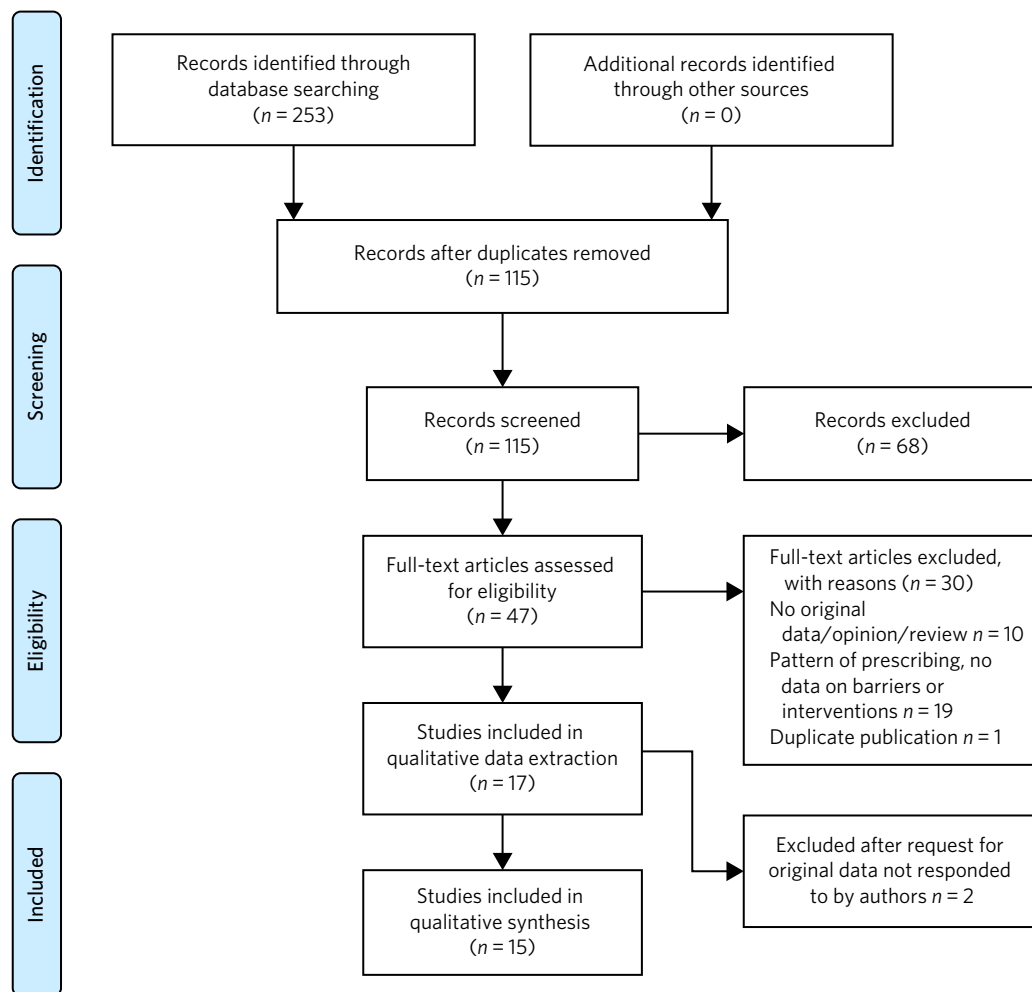 Identification
Records identified through
database searching
(n = 253)
Additional records identified
through other sources
(n = 0)
Records after duplicates removed
(n = 115)
Screening
Records screened
(n = 115)
Records excluded
(n = 68)
Eligibility
Full-text articles assessed
for eligibility
(n = 47)
Full-text articles excluded,
with reasons (n = 30)
No original
data/opinion/review n = 10
Pattern of prescribing, no
data on barriers or
interventions n = 19
Duplicate publication n = 1
Studies included in
qualitative data extraction
(n = 17)
Included
Excluded after request for
original data not responded
to by authors n = 2
Studies included in
qualitative synthesis
(n = 15)